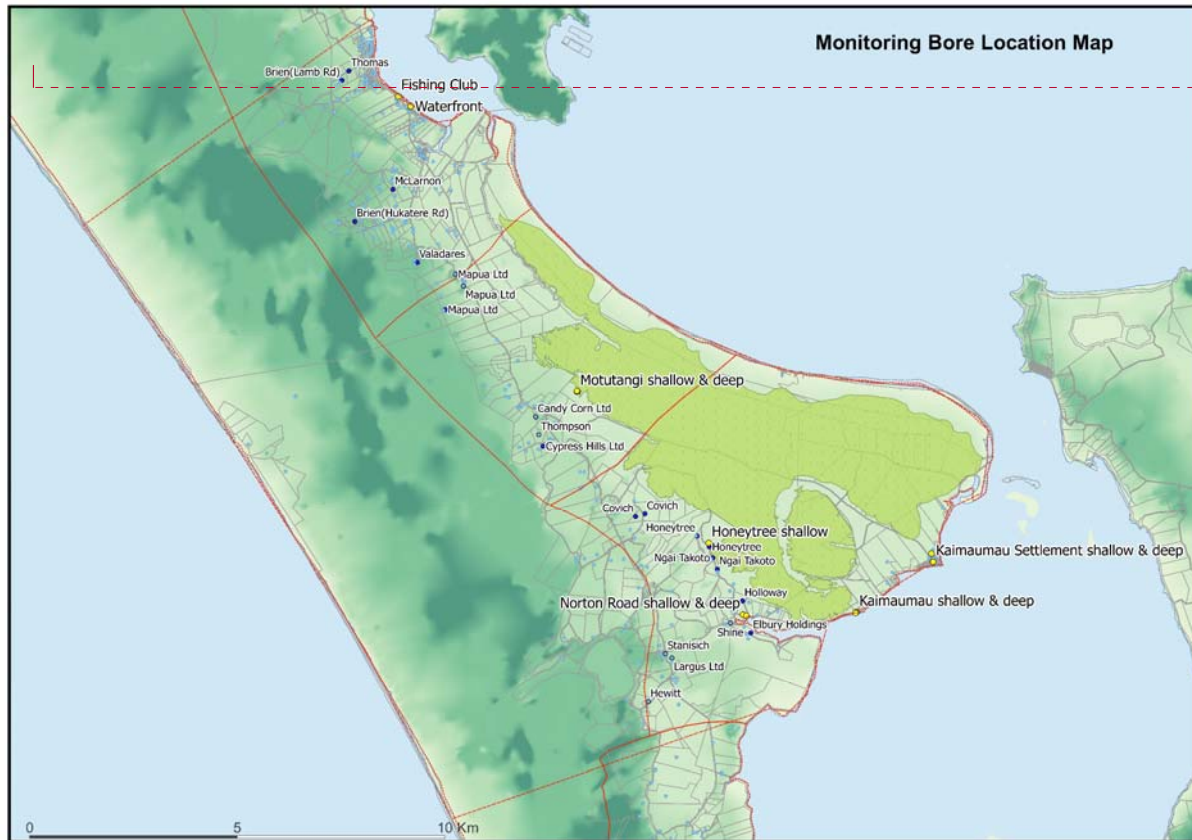 Monitoring Bore Location Map
Thomas
Brien(Lamb Rd)
Fishing Club
Waterfront
McLarnon
Brien(Hukatere Rd)
Valadares
Mapua Ltd
Mapua Ltd
Mapua Ltd
Motutangi shallow & deep
Candy Corn Ltd
Thompson
Cypress Hills Ltd
Covich
Covich
Honeytree
Honeytree shallow
Honeytree
Ngai Takoto
Ngai Takoto
Kaimaumau Settlement shallow & deep
Holloway
Norton Road shallow & deep
Kaimaumau shallow & deep
Elbury Holdings
Shine
Stanisich
Largus Ltd
Hewitt
0 5 10 Km